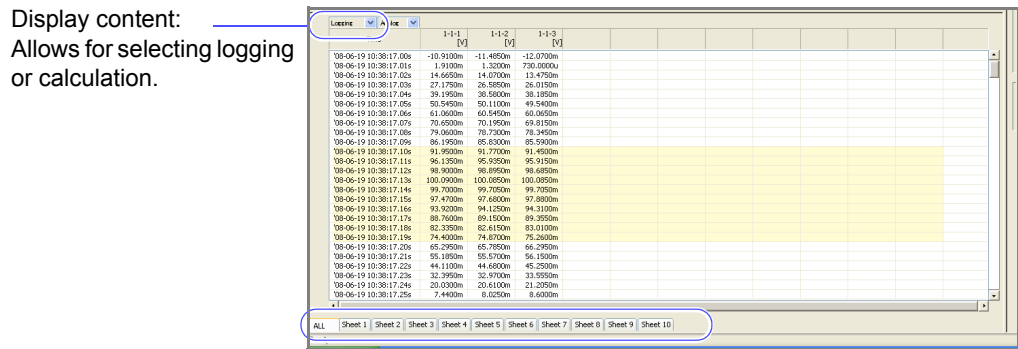 Display content:
Allows for selecting logging
or calculation.
Logging
1-1-1 1-1-2 1-1-3
[V] [V] [V]
'08-06-19 10:38:17.00s -10.9100m -11.4850m -12.0700m
'08-06-19 10:38:17.01s 1.9100m 1.3200m 730.0000u
'08-06-19 10:38:17.02s 14.6650m 14.0700m 13.4750m
'08-06-19 10:38:17.03s 27.1750m 26.5850m 26.0150m
'08-06-19 10:38:17.04s 39.1950m 38.5800m 38.1850m
'08-06-19 10:38:17.05s 50.5450m 50.1100m 49.5400m
'08-06-19 10:38:17.06s 61.0600m 60.5450m 60.0650m
'08-06-19 10:38:17.07s 70.6500m 70.1950m 69.8150m
'08-06-19 10:38:17.08s 79.0600m 78.7300m 78.3450m
'08-06-19 10:38:17.09s 86.1950m 85.8300m 85.5900m
'08-06-19 10:38:17.10s 91.9500m 91.7700m 91.4500m
'08-06-19 10:38:17.11s 96.1350m 95.9350m 95.9150m
'08-06-19 10:38:17.12s 98.9000m 98.8950m 98.6850m
'08-06-19 10:38:17.13s 100.0900m 100.0850m 100.0850m
'08-06-19 10:38:17.14s 99.7000m 99.7050m 99.7050m
'08-06-19 10:38:17.15s 97.4700m 97.6800m 97.8800m
'08-06-19 10:38:17.16s 93.9200m 94.1250m 94.3100m
'08-06-19 10:38:17.17s 88.7600m 89.1500m 89.3550m
'08-06-19 10:38:17.18s 82.3350m 82.6150m 83.0100m
'08-06-19 10:38:17.19s 74.4000m 74.8700m 75.2600m
'08-06-19 10:38:17.20s 65.2950m 65.7850m 66.2950m
'08-06-19 10:38:17.21s 55.1850m 55.5700m 56.1500m
'08-06-19 10:38:17.22s 44.1100m 44.6800m 45.2500m
'08-06-19 10:38:17.23s 32.3950m 32.9700m 33.5550m
'08-06-19 10:38:17.24s 20.0300m 20.6100m 21.2050m
'08-06-19 10:38:17.25s 7.4400m 8.0250m 8.6000m
ALL Sheet 1 Sheet 2 Sheet 3 Sheet 4 Sheet 5 Sheet 6 Sheet 7 Sheet 8 Sheet 9 Sheet 10